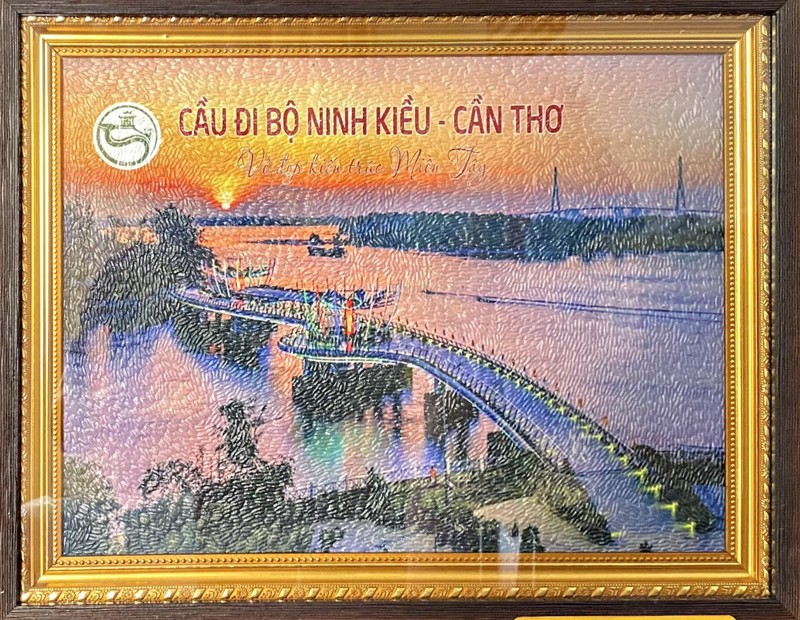 CẦU ĐI BỘ NINH KIỀU - CẦN THƠ
Vẻ đẹp kiến trúc Miền Tây